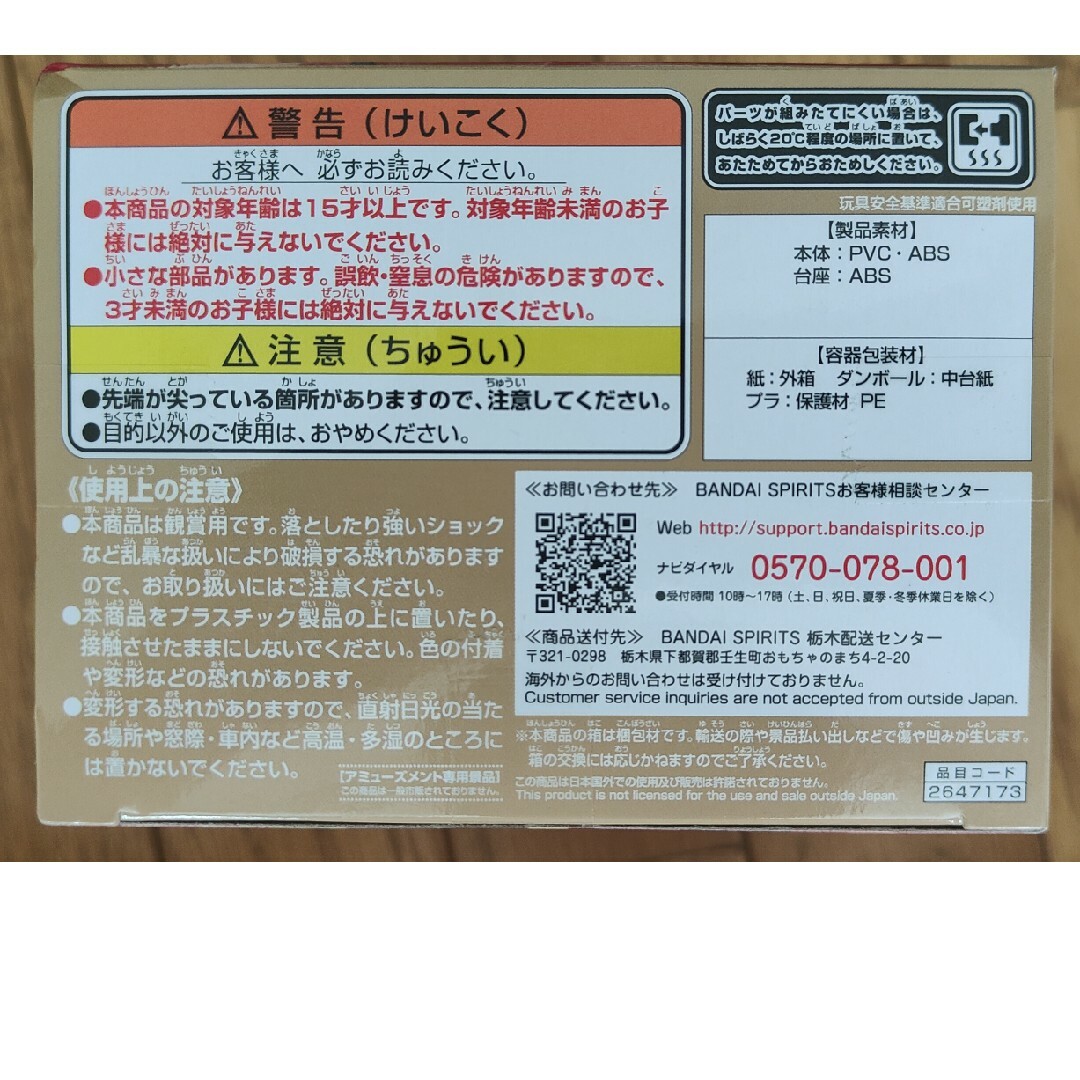 ⚠警告（けいこく）
お客様へ 必ずお読みください。
●本商品の対象年齢は15才以上です。対象年齢未満のお子
様には絶対に与えないでください。
●小さな部品があります。誤飲・窒息の危険がありますので、
3才未満のお子様には絶対に与えないでください。
⚠注意（ちゅうい）
●先端が尖っている箇所がありますので、注意してください。
●目的以外のご使用は、おやめください。
パーツが組みたてにくい場合は、
しばらく20℃程度の場所に置いて、
あたためてからおためしください。
玩具安全基準適合可塑剤使用
【製品素材】
本体：PVC・ABS
台座：ABS
【容器包装材】
紙：外箱 ダンボール：中台紙
プラ：保護材 PE
《使用上の注意》
●本商品は観賞用です。落としたり強いショック
など乱暴な扱いにより破損する恐れがあります
ので、お取り扱いにはご注意ください。
●本商品をプラスチック製品の上に置いたり、
接触させたままにしないでください。色の付着
や変形などの恐れがあります。
●変形する恐れがありますので、直射日光の当た
る場所や窓際・車内など高温・多湿のところに
は置かないでください。
【アミューズメント専用景品】
この商品は一般市販されておりません。
≪お問い合わせ先≫ BANDAI SPIRITSお客様相談センター
Web http://support.bandaispirits.co.jp
ナビダイヤル 0570-078-001
●受付時間 10時～17時（土、日、祝日、夏季・冬季休業日を除く）
≪商品送付先≫ BANDAI SPIRITS 栃木配送センター
〒321-0298 栃木県下都賀郡壬生町おもちゃのまち4-2-20
海外からのお問い合わせは受け付けておりません。
Customer service inquiries are not accepted from outside Japan.
※本商品の箱は梱包材です。輸送の際や景品払い出しなどで傷や凹みが生じます。
箱の交換には応じかねますのでご了承ください。
この商品は日本国外での使用及び販売は許諾されておりません。
This product is not licensed for the use and sale outside Japan.
品目コード
2647173